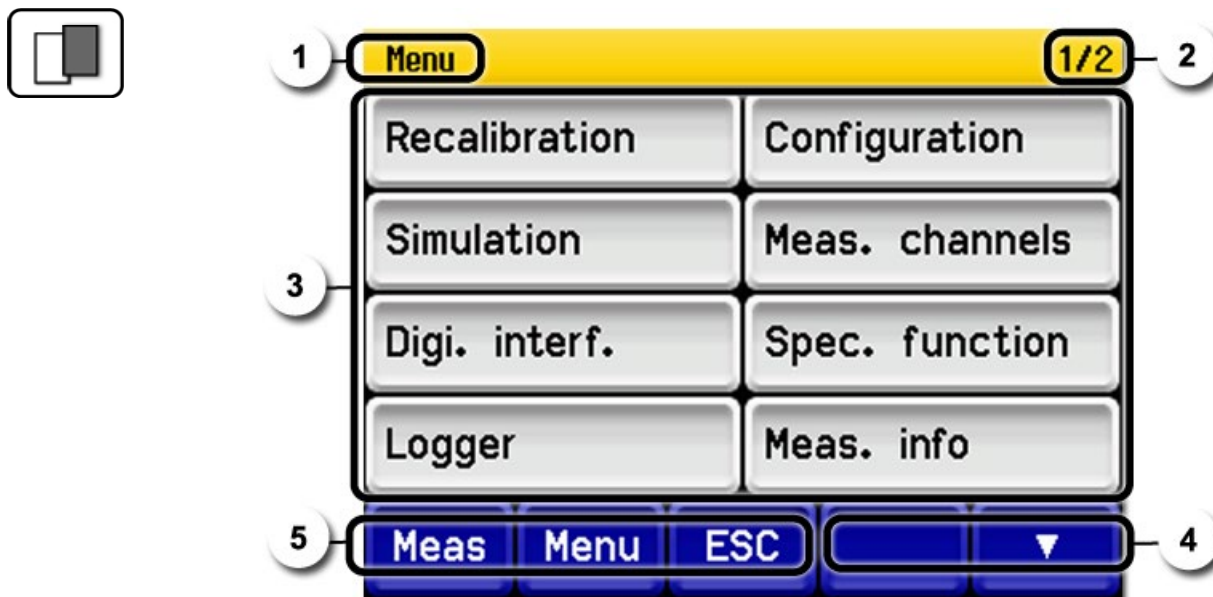 1 Menu 1/2 2
Recalibration Configuration
Simulation Meas. channels
3
Digi. interf. Spec. function
Logger Meas. info
5 Meas Menu ESC ▼ 4